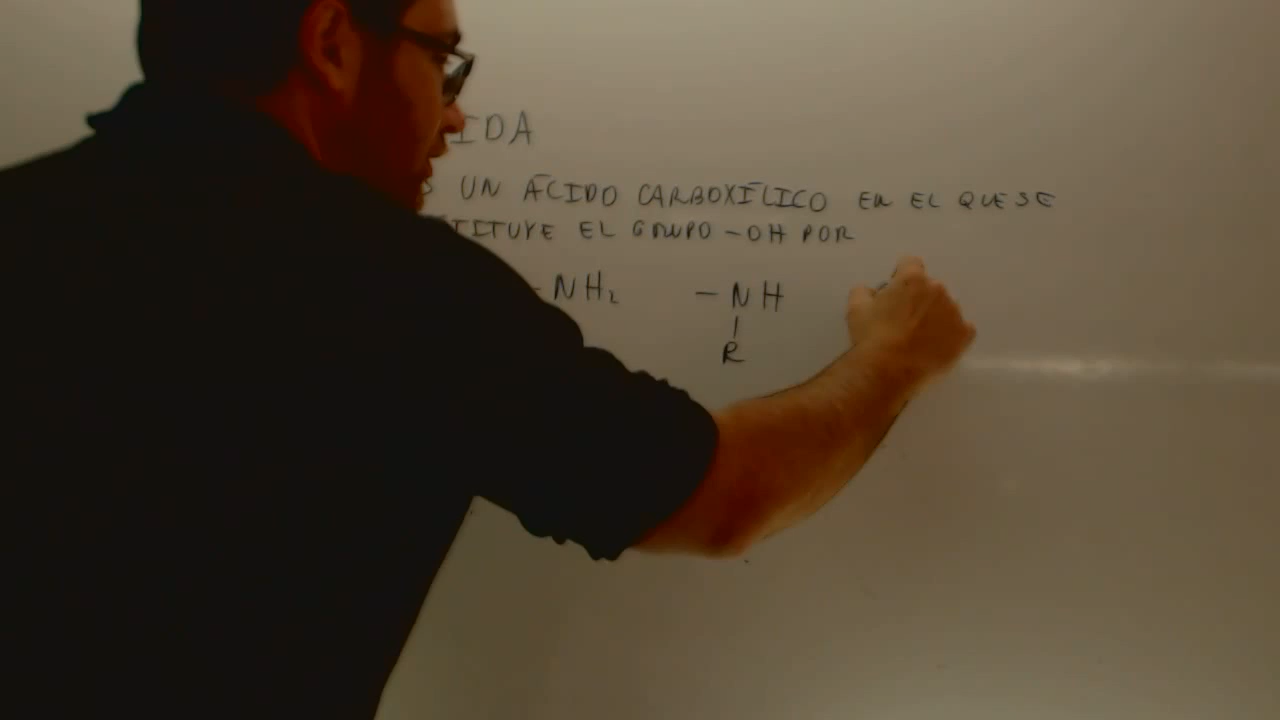 IDA
UN ÁCIDO CARBOXÍLICO EN EL QUE SE
TITUYE EL GRUPO -OH POR
-NH₂ -NH
R